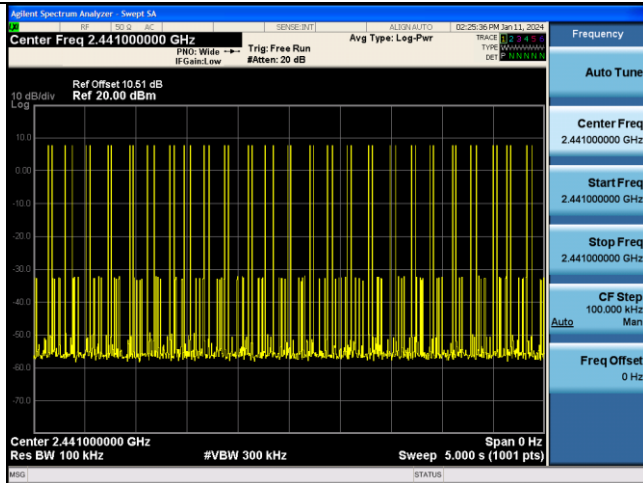 Agilent Spectrum Analyzer - Swept SA
RF 50 Ω AC SENSE:INT ALIGN AUTO 02:25:36 PM Jan 11, 2024
Center Freq 2.441000000 GHz
PNO: Wide
IFGain:Low
Trig: Free Run
#Atten: 20 dB
Avg Type: Log-Pwr
TRACE 1 2 3 4 5 6
TYPE
DET P N N N N N
Ref Offset 10.51 dB
10 dB/div Ref 20.00 dBm
Log
10.0
0.00
-10.0
-20.0
-30.0
-40.0
-50.0
-60.0
-70.0
Center 2.441000000 GHz Span 0 Hz
Res BW 100 kHz #VBW 300 kHz Sweep 5.000 s (1001 pts)
MSG STATUS
Frequency
Auto Tune
Center Freq
2.441000000 GHz
Start Freq
2.441000000 GHz
Stop Freq
2.441000000 GHz
CF Step
100.000 kHz
Auto Man
Freq Offset
0 Hz